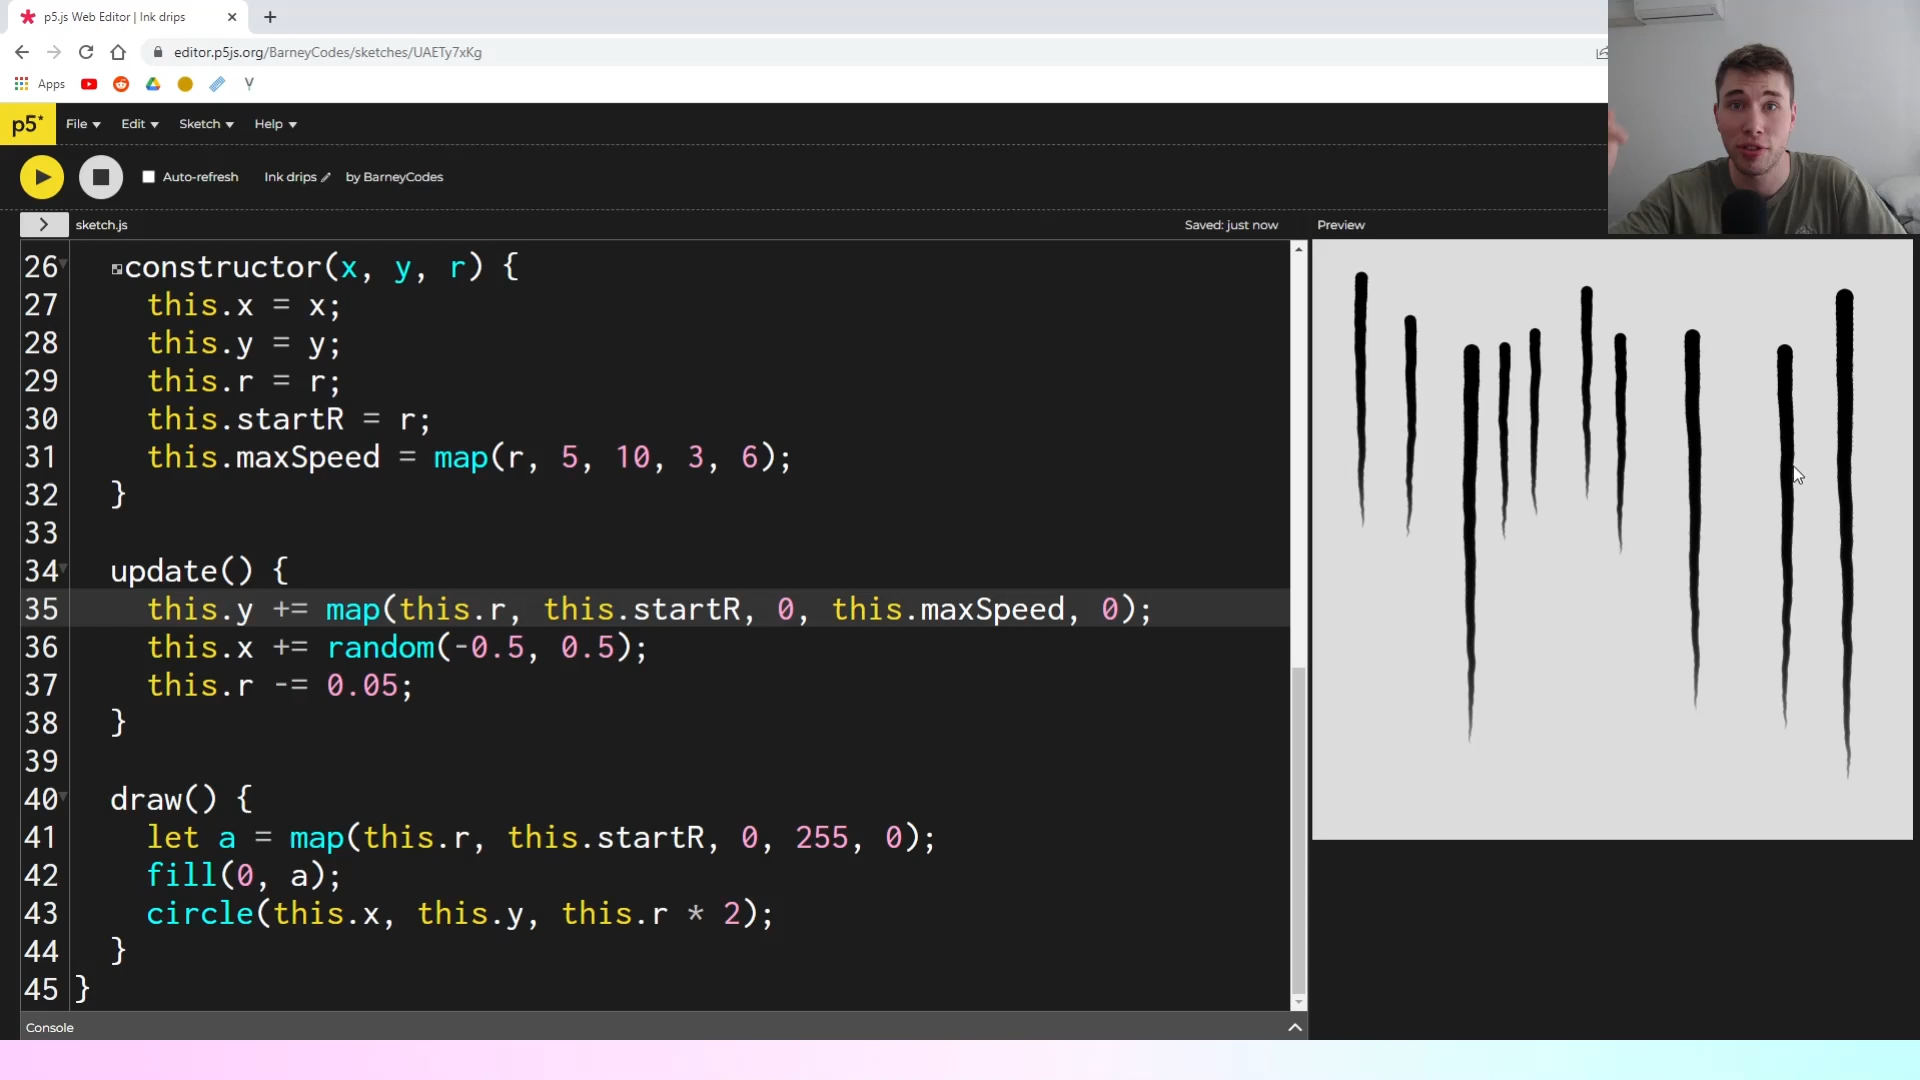 p5.js Web Editor | Ink drips
editor.p5js.org/BarneyCodes/sketches/UAETy7xKg
Apps
p5* File Edit Sketch Help
Auto-refresh Ink drips by BarneyCodes
sketch.js Saved: just now Preview
26 constructor(x, y, r) {
27 this.x = x;
28 this.y = y;
29 this.r = r;
30 this.startR = r;
31 this.maxSpeed = map(r, 5, 10, 3, 6);
32 }
33
34 update() {
35 this.y += map(this.r, this.startR, 0, this.maxSpeed, 0);
36 this.x += random(-0.5, 0.5);
37 this.r -= 0.05;
38 }
39
40 draw() {
41 let a = map(this.r, this.startR, 0, 255, 0);
42 fill(0, a);
43 circle(this.x, this.y, this.r * 2);
44 }
45 }
Console